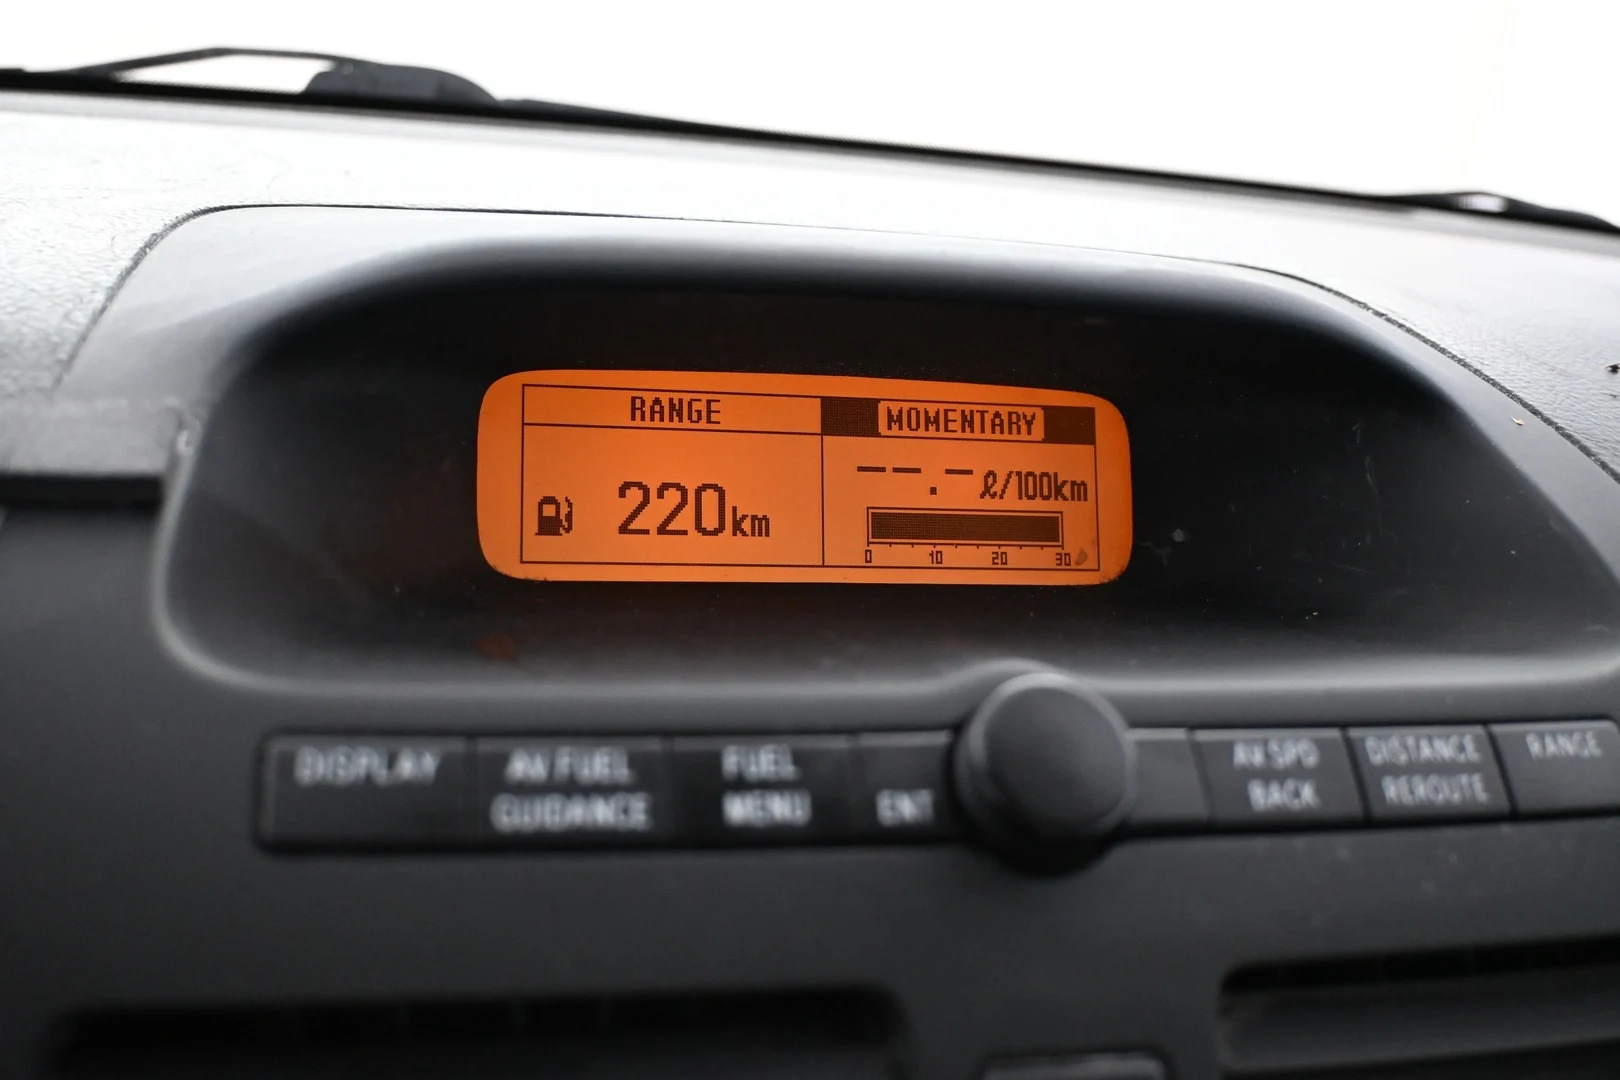 RANGE
MOMENTARY
220km
--.- ℓ/100km
0 10 20 30
DISPLAY
AV FUEL
GUIDANCE
FUEL
MENU
ENT
AV SPD
BACK
DISTANCE
REROUTE
RANGE